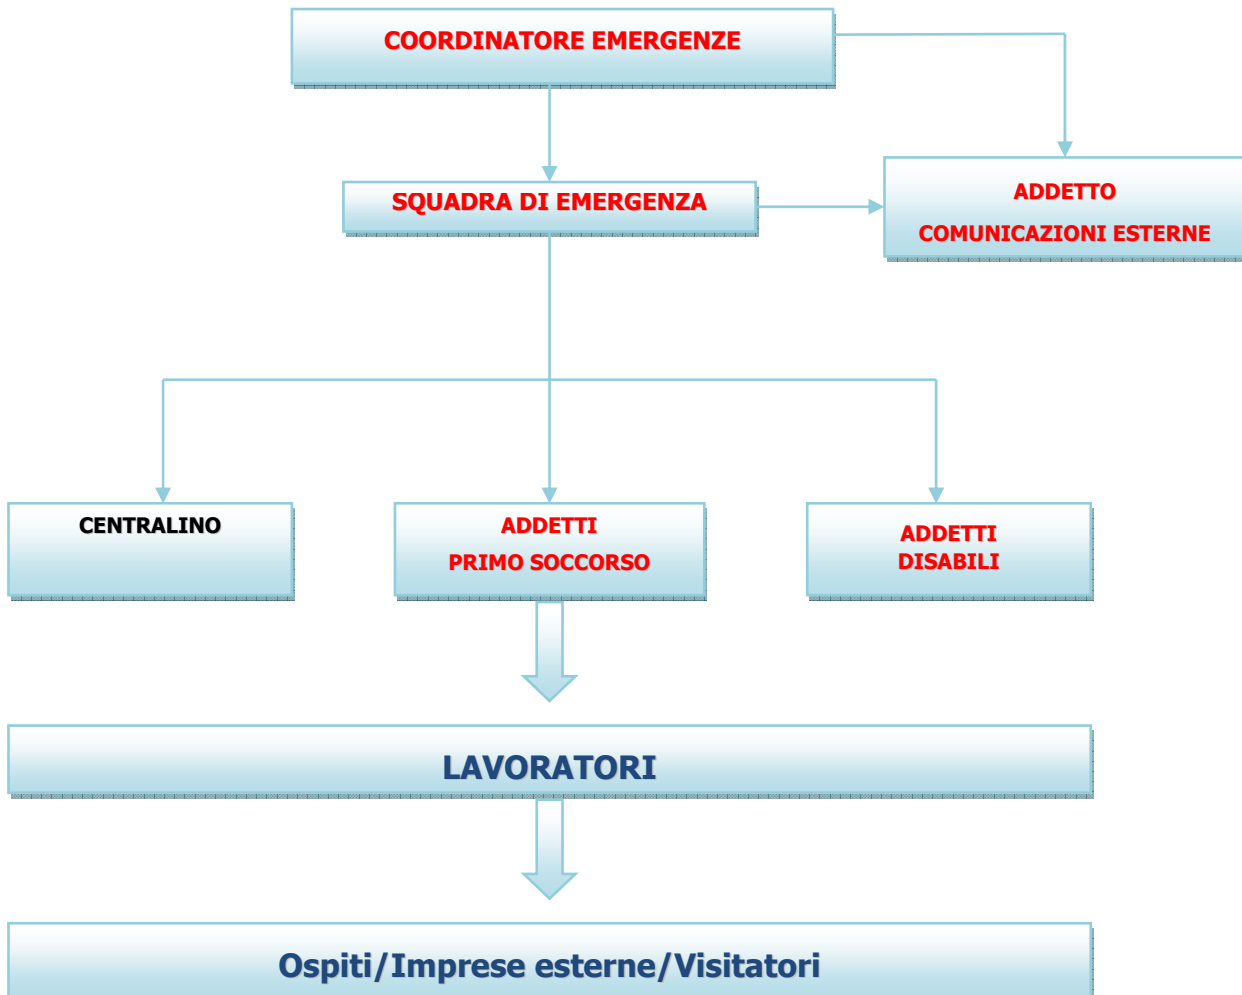 COORDINATORE EMERGENZE
SQUADRA DI EMERGENZA
ADDETTO
COMUNICAZIONI ESTERNE
CENTRALINO
ADDETTI
PRIMO SOCCORSO
ADDETTI
DISABILI
LAVORATORI
Ospiti/Imprese esterne/Visitatori